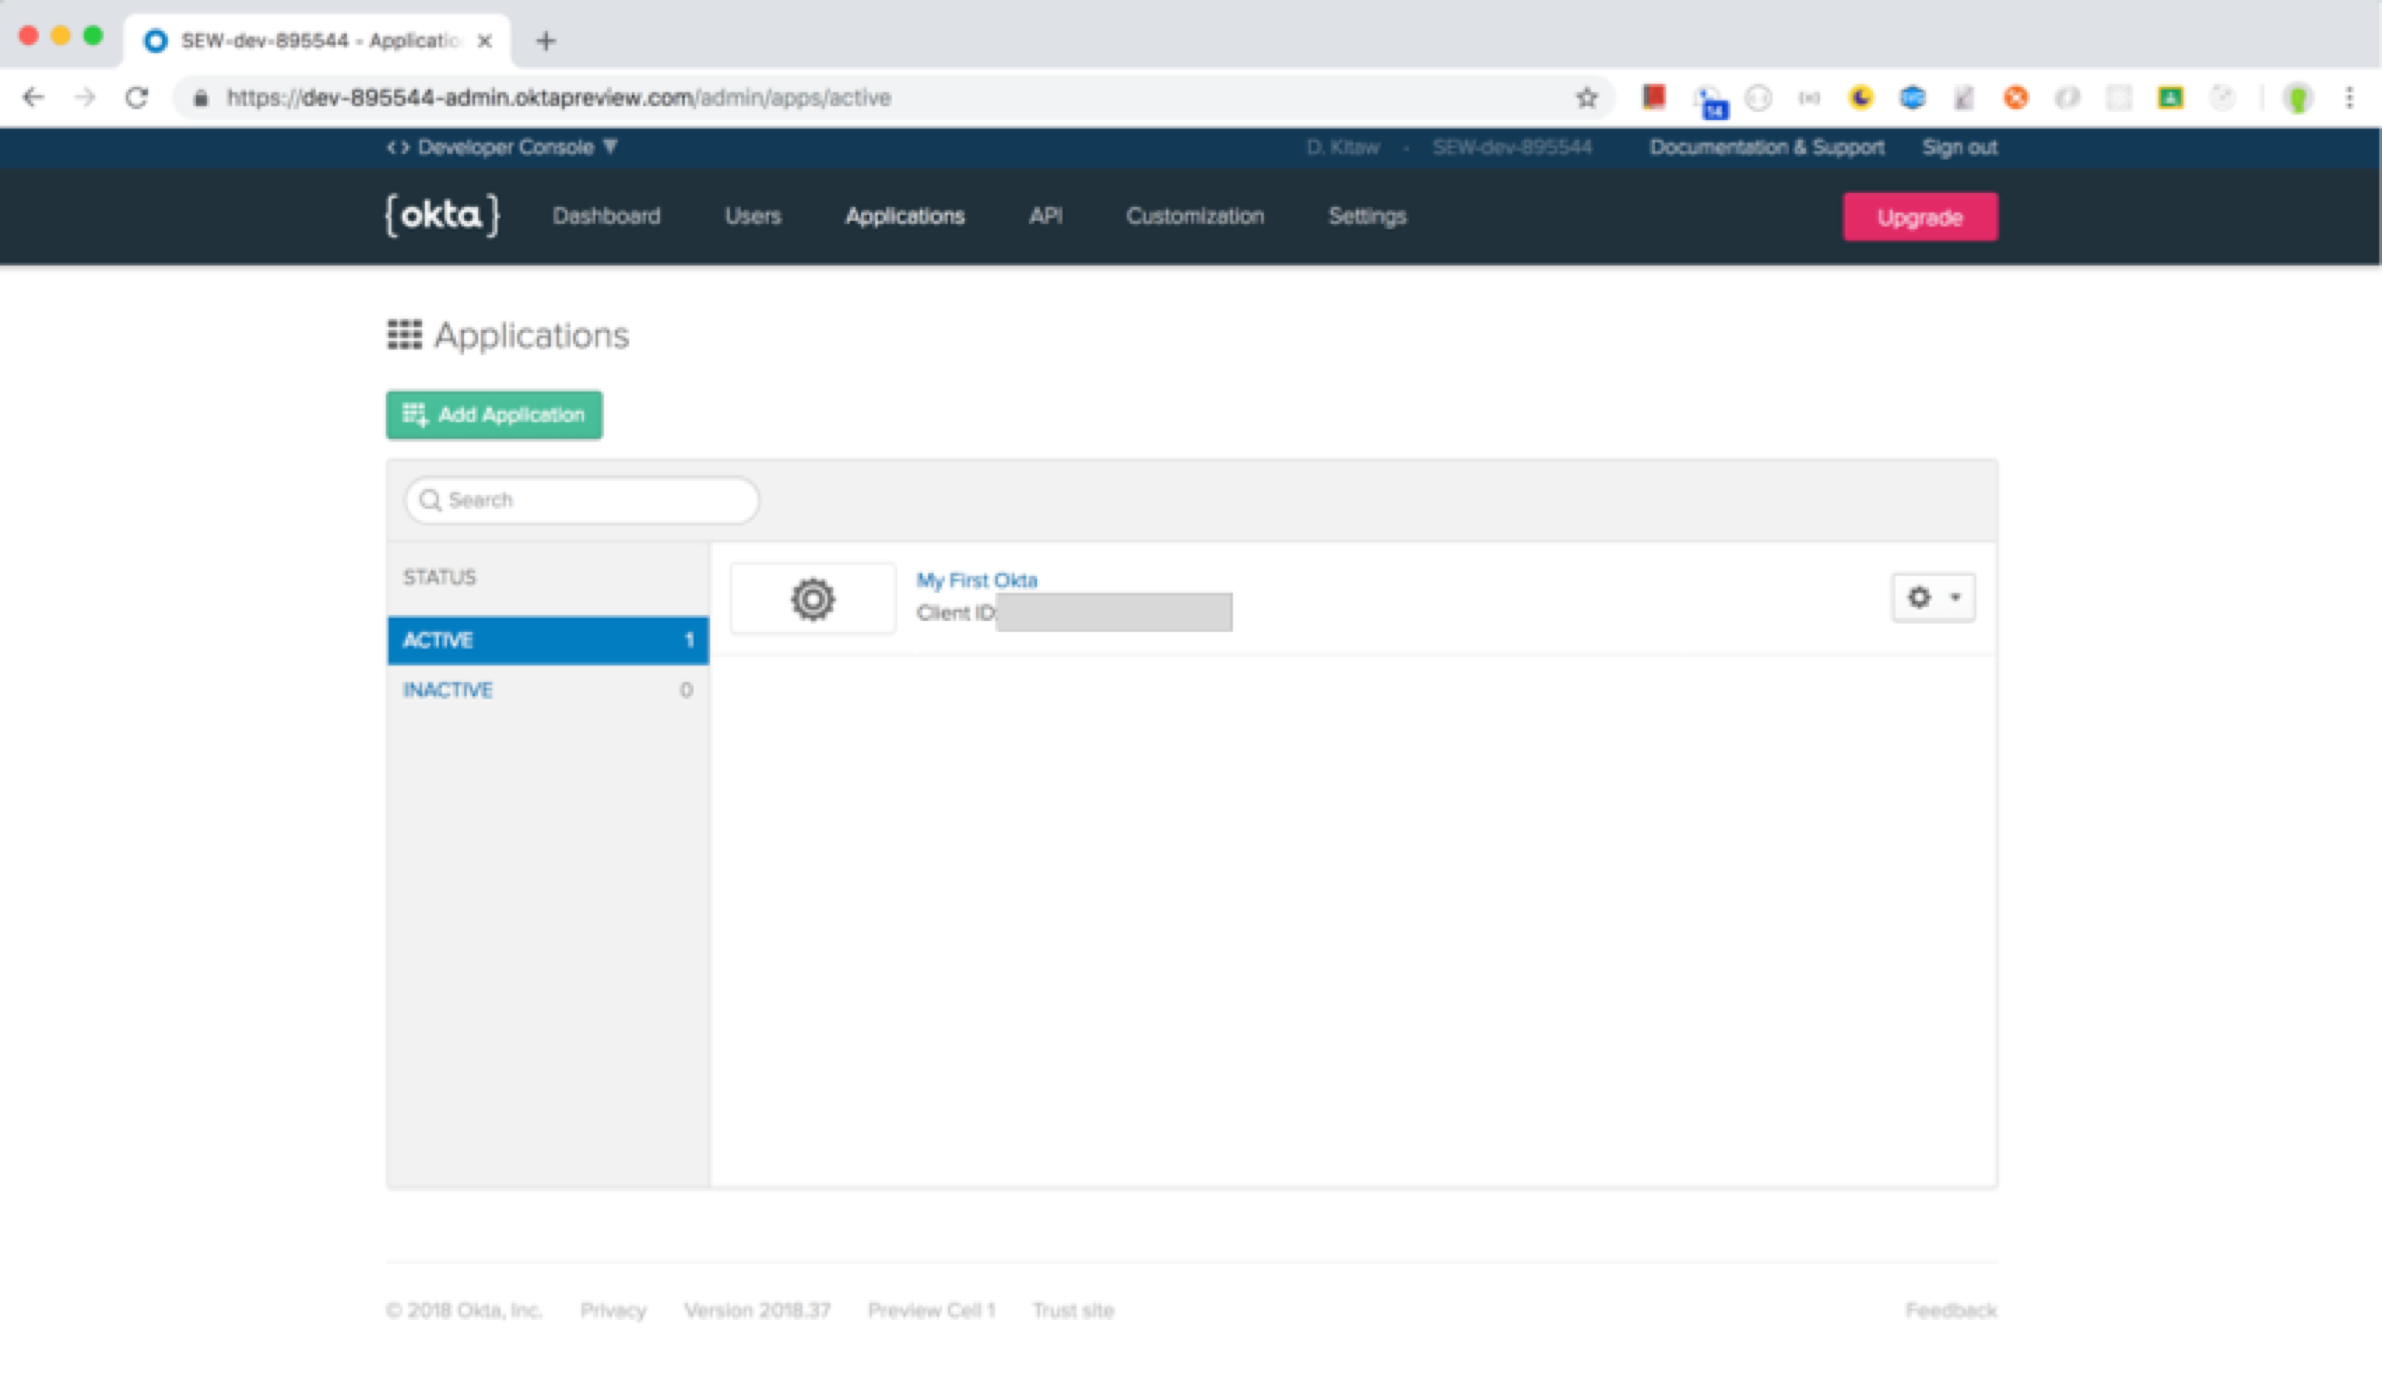 SEW-dev-895544 - Applicatio
https://dev-895544-admin.oktapreview.com/admin/apps/active
14
<> Developer Console
D. Kitaw - SEW-dev-895544 Documentation & Support Sign out
{okta} Dashboard Users Applications API Customization Settings Upgrade
Applications
Add Application
Search
STATUS
ACTIVE 1
INACTIVE 0
My First Okta
Client ID
© 2018 Okta, Inc. Privacy Version 2018.37 Preview Cell 1 Trust site Feedback